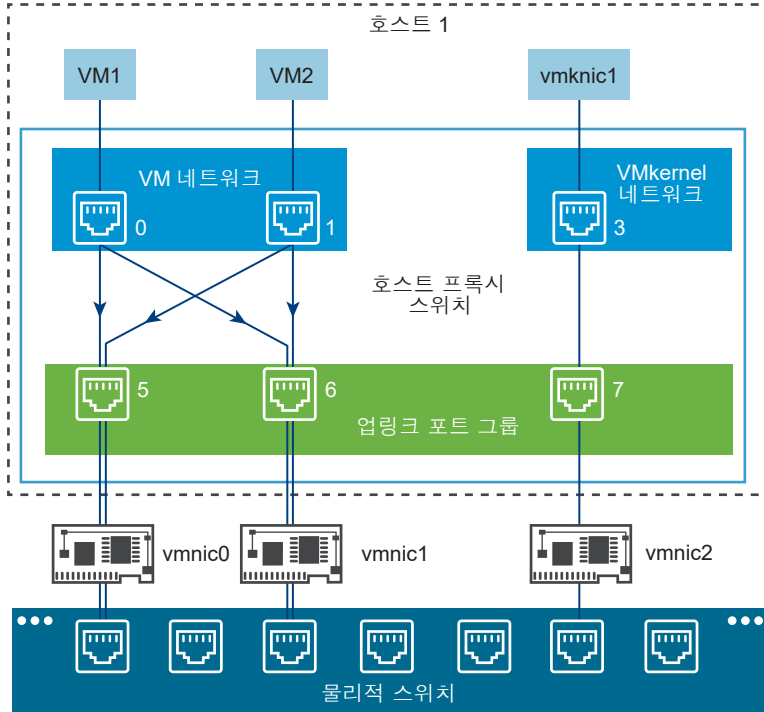 호스트 1
VM1
VM2
vmknic1
VM 네트워크
VMkernel
네트워크
0
1
3
호스트 프록시
스위치
5
6
7
업링크 포트 그룹
vmnic0
vmnic1
vmnic2
물리적 스위치